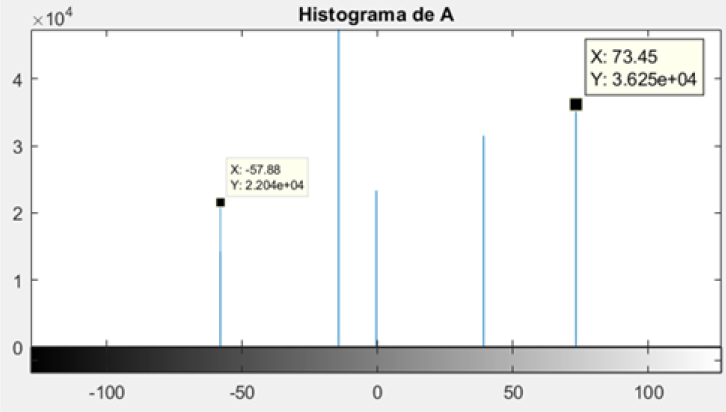 Histograma de A
×10⁴
X: 73.45
Y: 3.625e+04
4
3
X: -57.88
Y: 2.204e+04
2
1
0
-100 -50 0 50 100